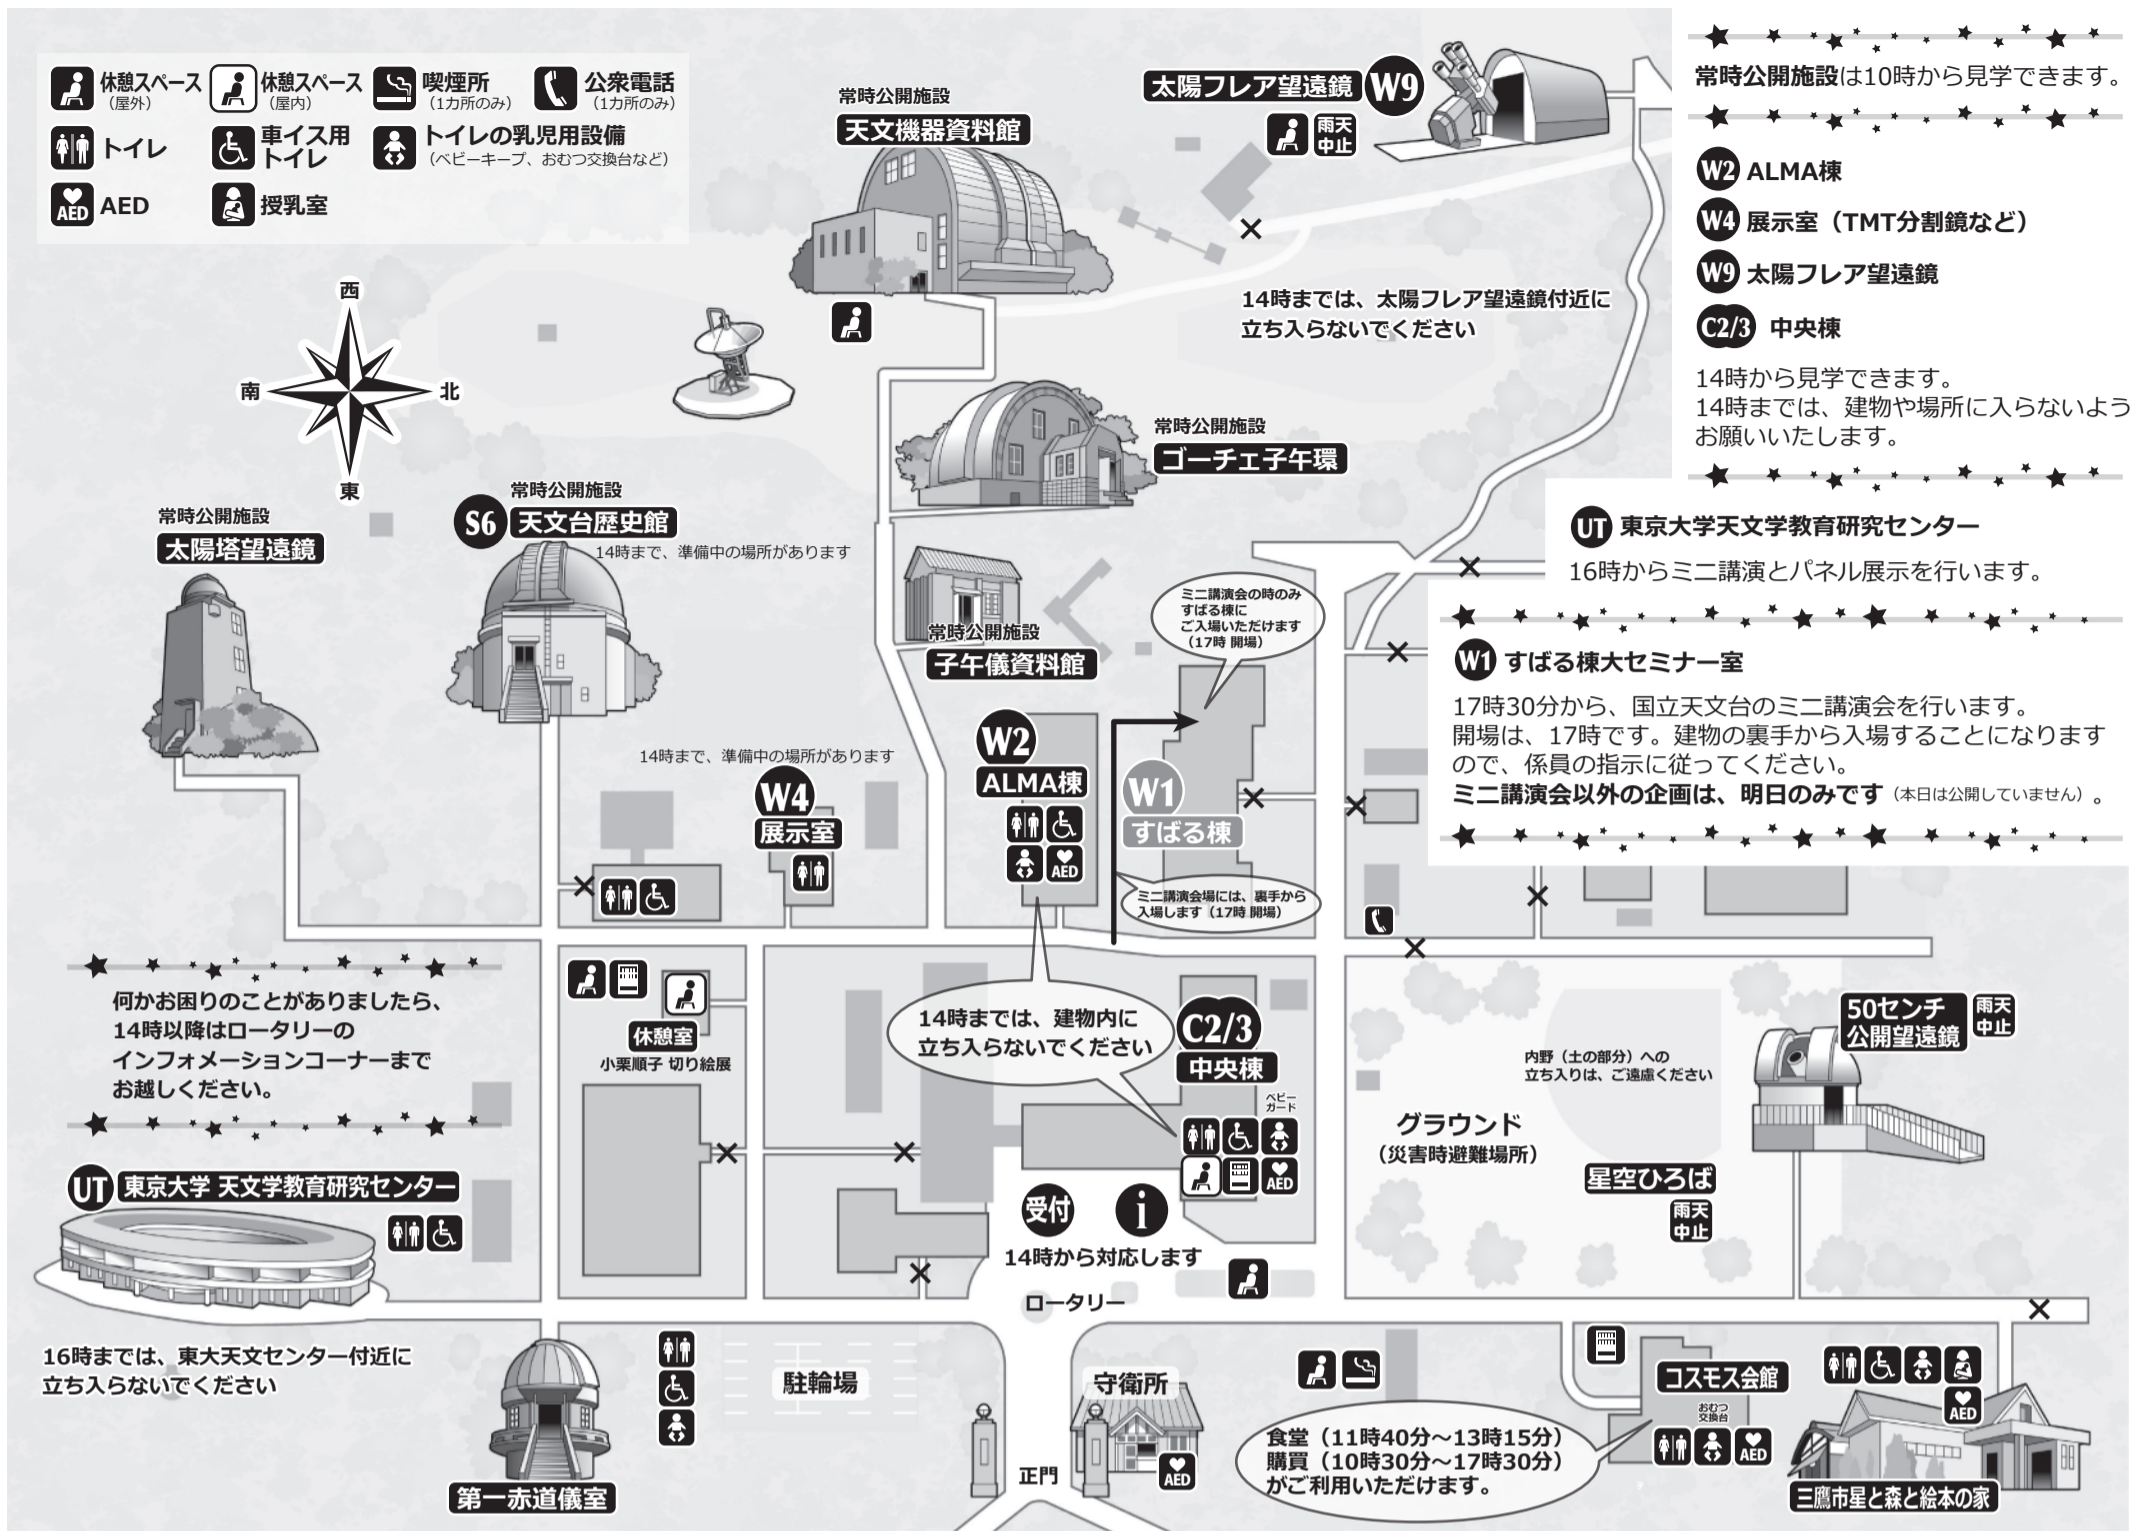 休憩スペース
（屋外）
休憩スペース
（屋内）
喫煙所
（1カ所のみ）
公衆電話
（1カ所のみ）
トイレ
車イス用
トイレ
トイレの乳児用設備
（ベビーキープ、おむつ交換台など）
AED
AED
授乳室
西
南
北
東
常時公開施設
天文機器資料館
太陽フレア望遠鏡 W9
雨天
中止
14時までは、太陽フレア望遠鏡付近に
立ち入らないでください
常時公開施設は10時から見学できます。
W2 ALMA棟
W4 展示室（TMT分割鏡など）
W9 太陽フレア望遠鏡
C2/3 中央棟
14時から見学できます。
14時までは、建物や場所に入らないよう
お願いいたします。
UT 東京大学天文学教育研究センター
16時からミニ講演とパネル展示を行います。
W1 すばる棟大セミナー室
17時30分から、国立天文台のミニ講演会を行います。
開場は、17時です。建物の裏手から入場することになります
ので、係員の指示に従ってください。
ミニ講演会以外の企画は、明日のみです（本日は公開していません）。
常時公開施設
ゴーチェ子午環
常時公開施設
太陽塔望遠鏡
常時公開施設
S6 天文台歴史館
14時まで、準備中の場所があります
常時公開施設
子午儀資料館
ミニ講演会の時のみ
すばる棟に
ご入場いただけます
（17時 開場）
14時まで、準備中の場所があります
W4
展示室
W2
ALMA棟
AED
W1
すばる棟
ミニ講演会場には、裏手から
入場します（17時 開場）
何かお困りのことがありましたら、
14時以降はロータリーの
インフォメーションコーナーまで
お越しください。
休憩室
小栗順子 切り絵展
14時までは、建物内に
立ち入らないでください
C2/3
中央棟
ベビー
ガード
AED
内野（土の部分）への
立ち入りは、ご遠慮ください
グラウンド
（災害時避難場所）
50センチ
公開望遠鏡
雨天
中止
星空ひろば
雨天
中止
UT 東京大学 天文学教育研究センター
受付
i
14時から対応します
ロータリー
16時までは、東大天文センター付近に
立ち入らないでください
第一赤道儀室
駐輪場
守衛所
AED
正門
食堂（11時40分～13時15分）
購買（10時30分～17時30分）
がご利用いただけます。
コスモス会館
おむつ
交換台
AED
AED
三鷹市星と森と絵本の家